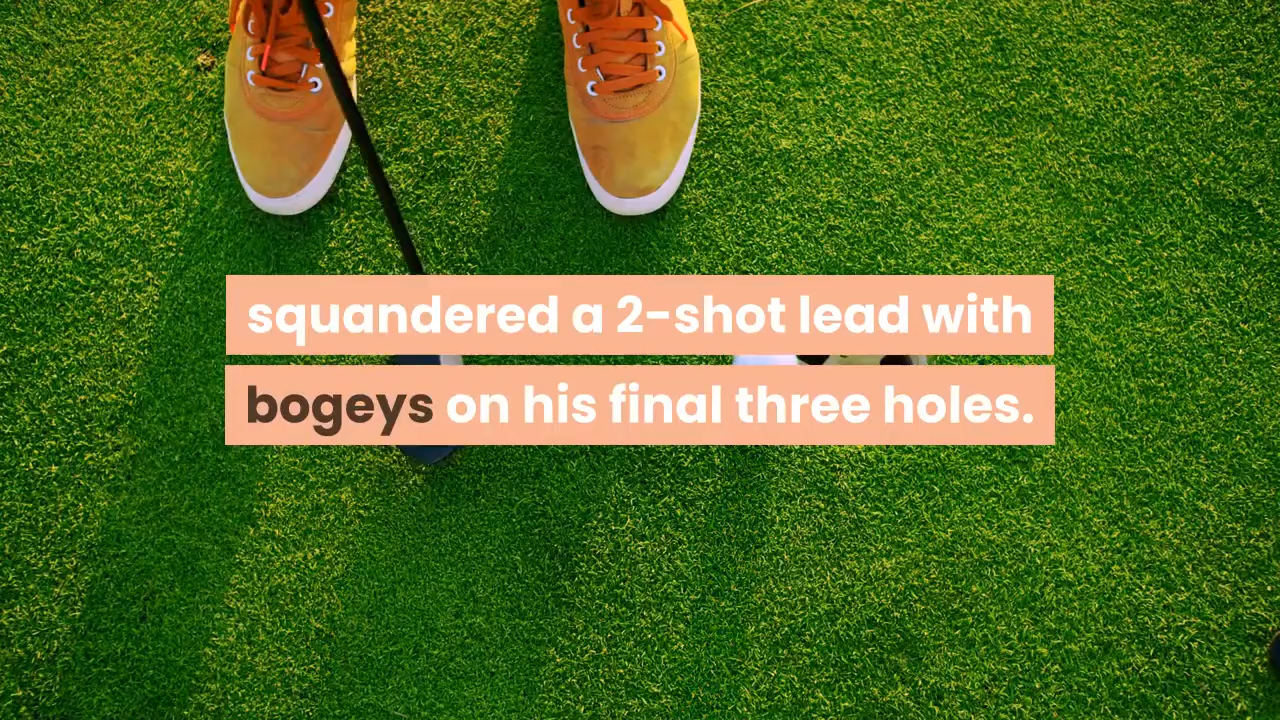 squandered a 2-shot lead with
bogeys on his final three holes.